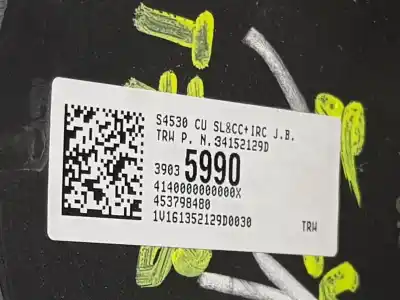 S4530 CU SL&CC+IRC J.B.
TRW P. N.34152129D
3903 5990
4140000000000X
453798480
1V161352129D0030 TRW